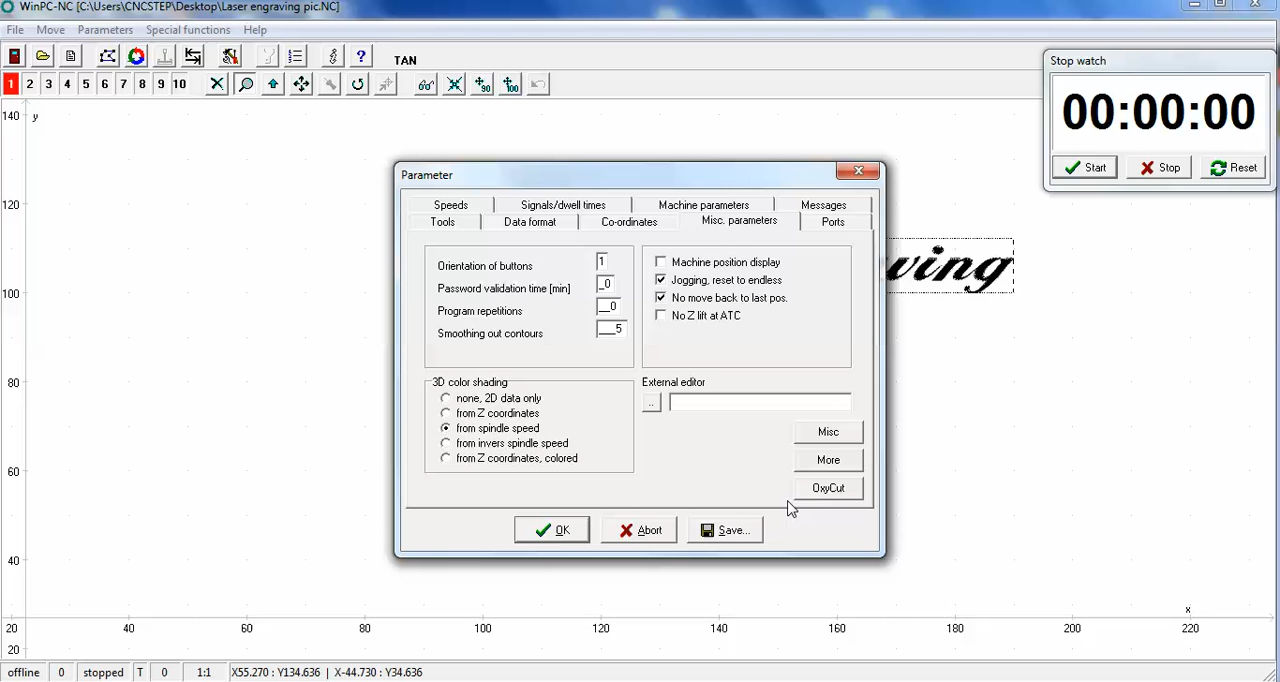 WinPC-NC [C:\Users\CNCSTEP\Desktop\Laser engraving pic.NC]
File Move Parameters Special functions Help
TAN
1 2 3 4 5 6 7 8 9 10
Stop watch
00:00:00
Start Stop Reset
140 y
120
100
80
60
40
20
20 40 60 80 100 120 140 160 180 200 220
x
ving
Parameter
Speeds Signals/dwell times Machine parameters Messages
Tools Data format Co-ordinates Misc. parameters Ports
Orientation of buttons 1
Password validation time [min] _0
Program repetitions __0
Smoothing out contours ___5
Machine position display
Jogging, reset to endless
No move back to last pos.
No Z lift at ATC
3D color shading
none, 2D data only
from Z coordinates
from spindle speed
from invers spindle speed
from Z coordinates, colored
External editor
..
Misc
More
OxyCut
OK Abort Save...
offline 0 stopped T 0 1:1 X55.270 : Y134.636 | X-44.730 : Y34.636